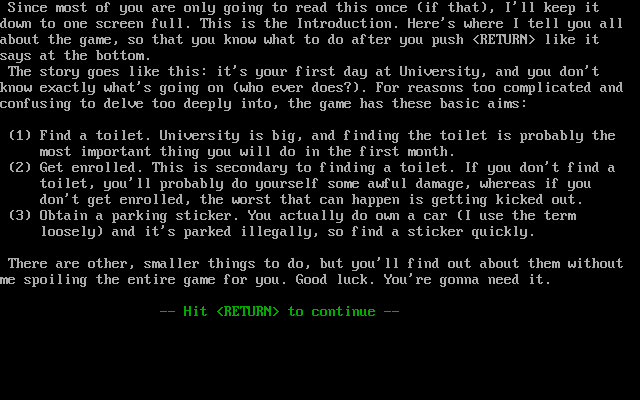 Since most of you are only going to read this once (if that), I'll keep it
down to one screen full. This is the Introduction. Here's where I tell you all
about the game, so that you know what to do after you push <RETURN> like it
says at the bottom.
The story goes like this: it's your first day at University, and you don't
know exactly what's going on (who ever does?). For reasons too complicated and
confusing to delve too deeply into, the game has these basic aims:
(1) Find a toilet. University is big, and finding the toilet is probably the
most important thing you will do in the first month.
(2) Get enrolled. This is secondary to finding a toilet. If you don't find a
toilet, you'll probably do yourself some awful damage, whereas if you
don't get enrolled, the worst that can happen is getting kicked out.
(3) Obtain a parking sticker. You actually do own a car (I use the term
loosely) and it's parked illegally, so find a sticker quickly.
There are other, smaller things to do, but you'll find out about them without
me spoiling the entire game for you. Good luck. You're gonna need it.
-- Hit <RETURN> to continue --